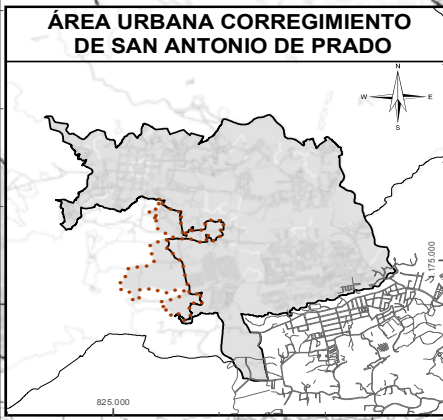 ÁREA URBANA CORREGIMIENTO
DE SAN ANTONIO DE PRADO
N
W E
S
175.000
825.000